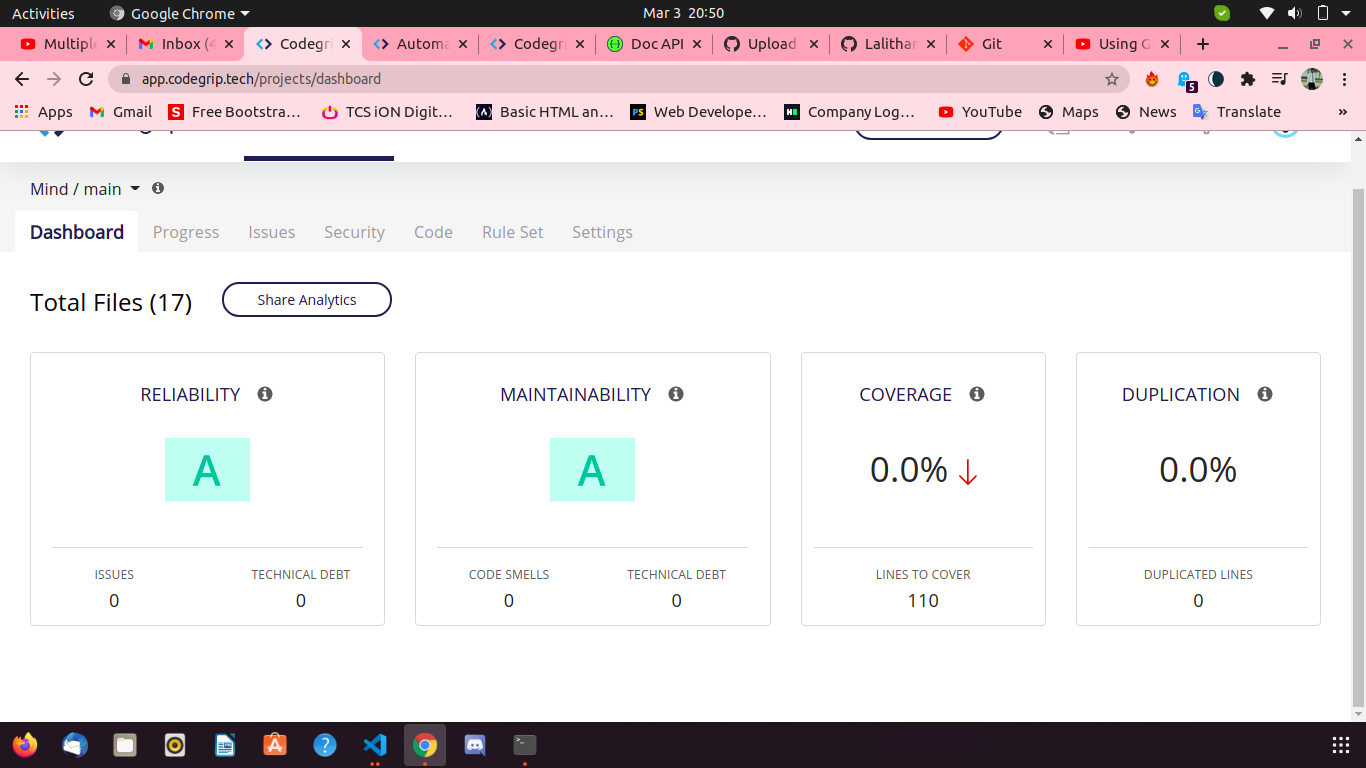 Activities Google Chrome Mar 3 20:50
Multiple Inbox (4 Codegri Automa Codegri Doc API Upload Lalithar Git Using G
app.codegrip.tech/projects/dashboard 5
Apps Gmail Free Bootstra… TCS iON Digit… Basic HTML an… Web Develope… Company Log… YouTube Maps News Translate »
Mind / main
Dashboard Progress Issues Security Code Rule Set Settings
Total Files (17) Share Analytics
RELIABILITY MAINTAINABILITY COVERAGE DUPLICATION
A A 0.0% 0.0%
ISSUES TECHNICAL DEBT CODE SMELLS TECHNICAL DEBT LINES TO COVER DUPLICATED LINES
0 0 0 0 110 0